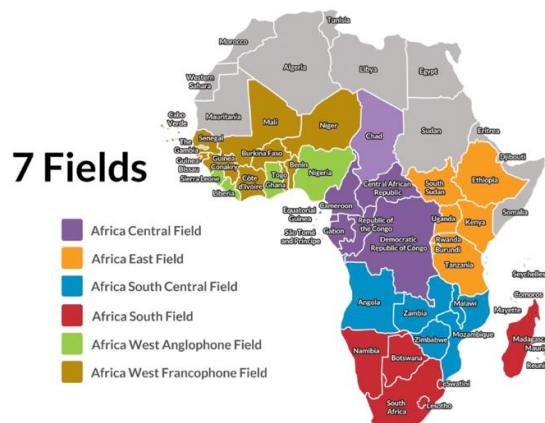 Tunisia
Morocco
Algeria
Libya
Egypt
Western
Sahara
Mauritania
Mali
Niger
Chad
Sudan
Eritrea
Cabo
Verde
Senegal
The
Gambia
Guinea
Bissau
Guinea
Conakry
Burkina Faso
Benin
Togo
Ghana
Nigeria
Djibouti
Sierra Leone
Liberia
Côte
d'Ivoire
Central African
Republic
South
Sudan
Ethiopia
Somalia
7 Fields
Cameroon
Equatorial
Guinea
São Tomé
and Príncipe
Gabon
Republic of
the Congo
Democratic
Republic of Congo
Uganda
Kenya
Rwanda
Burundi
Tanzania
Africa Central Field
Africa East Field
Africa South Central Field
Africa South Field
Africa West Anglophone Field
Africa West Francophone Field
Seychelles
Comoros
Mayette
Angola
Zambia
Malawi
Mozambique
Zimbabwe
Namibia
Botswana
eSwatini
South
Africa
Lesotho